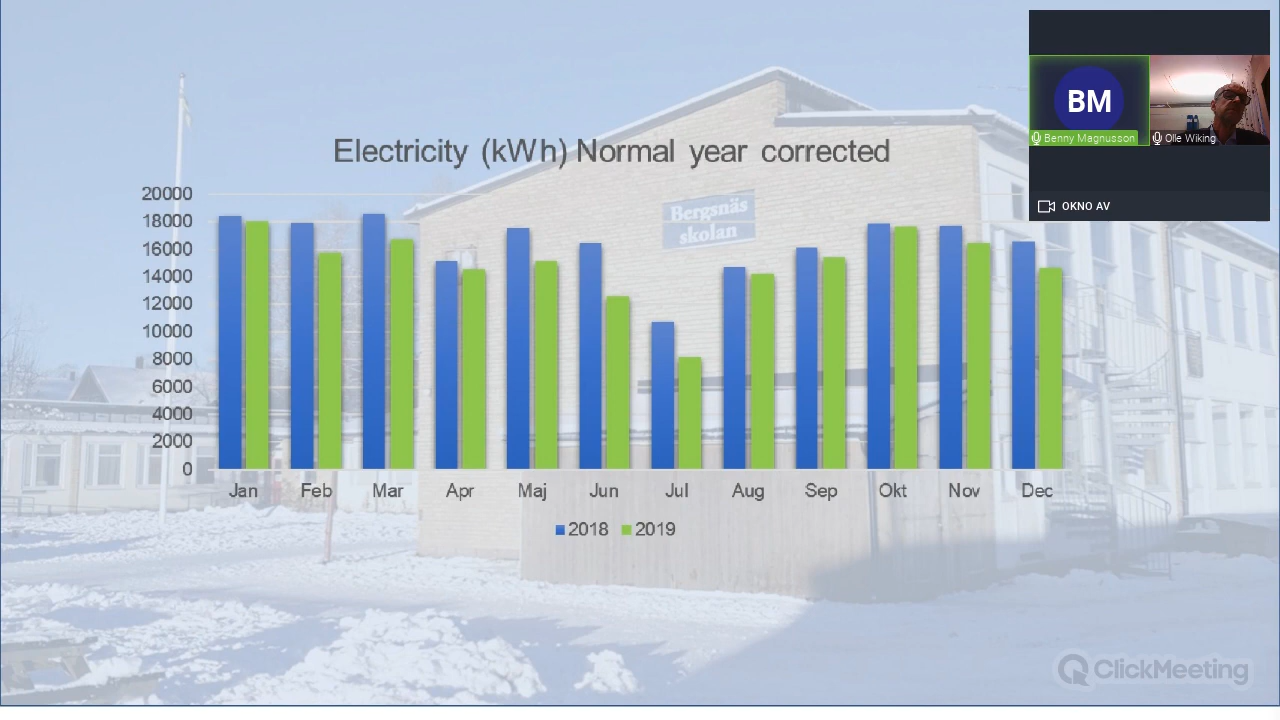 Electricity (kWh) Normal year corrected
20000
18000
16000
14000
12000
10000
8000
6000
4000
2000
0
Jan Feb Mar Apr Maj Jun Jul Aug Sep Okt Nov Dec
2018 2019
Bergsnäs
skolan
BM
Benny Magnusson Olle Wiking
OKNO AV
ClickMeeting